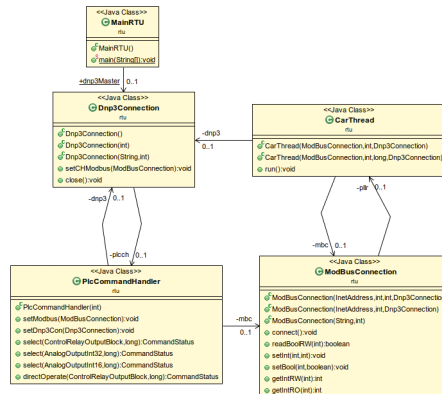 <<Java Class>>
MainRTU
rtu
MainRTU()
main(String[]):void
+dnp3Master 0..1
<<Java Class>>
Dnp3Connection
rtu
Dnp3Connection()
Dnp3Connection(int)
Dnp3Connection(String,int)
setCHModbus(ModBusConnection):void
close():void
-dnp3
0..1
<<Java Class>>
CarThread
rtu
CarThread(ModBusConnection,int,Dnp3Connection)
CarThread(ModBusConnection,int,long,Dnp3Connection)
run():void
-dnp3 0..1
-plcch 0..1
-pllr 0..1
-mbc 0..1
<<Java Class>>
PlcCommandHandler
rtu
PlcCommandHandler(int)
setModbus(ModBusConnection):void
setDnp3Con(Dnp3Connection):void
select(ControlRelayOutputBlock,long):CommandStatus
select(AnalogOutputInt32,long):CommandStatus
select(AnalogOutputInt16,long):CommandStatus
directOperate(ControlRelayOutputBlock,long):CommandStatus
-mbc
0..1
<<Java Class>>
ModBusConnection
rtu
ModBusConnection(InetAddress,int,int,Dnp3Connection
ModBusConnection(InetAddress,int,Dnp3Connection)
ModBusConnection(String,int)
connect():void
readBoolRW(int):boolean
setInt(int,int):void
setBool(int,boolean):void
getIntRW(int):int
getIntRO(int):int